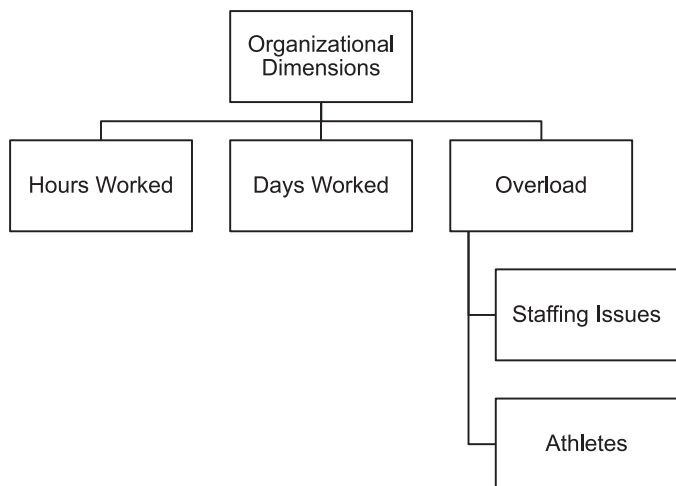 Organizational
Dimensions
Hours Worked
Days Worked
Overload
Staffing Issues
Athletes